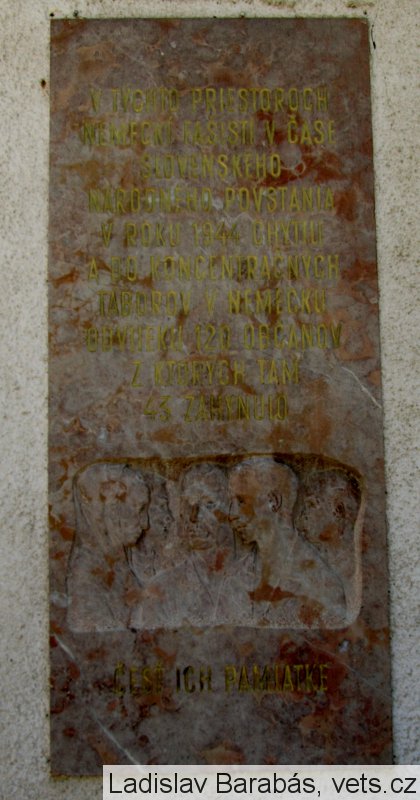 V TÝCHTO PRIESTOROCH
NEMECKÍ FAŠISTI V ČASE
SLOVENSKÉHO
NÁRODNÉHO POVSTANIA
V ROKU 1944 CHYTILI
A DO KONCENTRAČNÝCH
TÁBOROV V NEMECKU
ODVLIEKLI 120 OBČANOV
Z KTORÝCH TAM
43 ZAHYNULO
ČESŤ ICH PAMIATKE
Ladislav Barabás, vets.cz